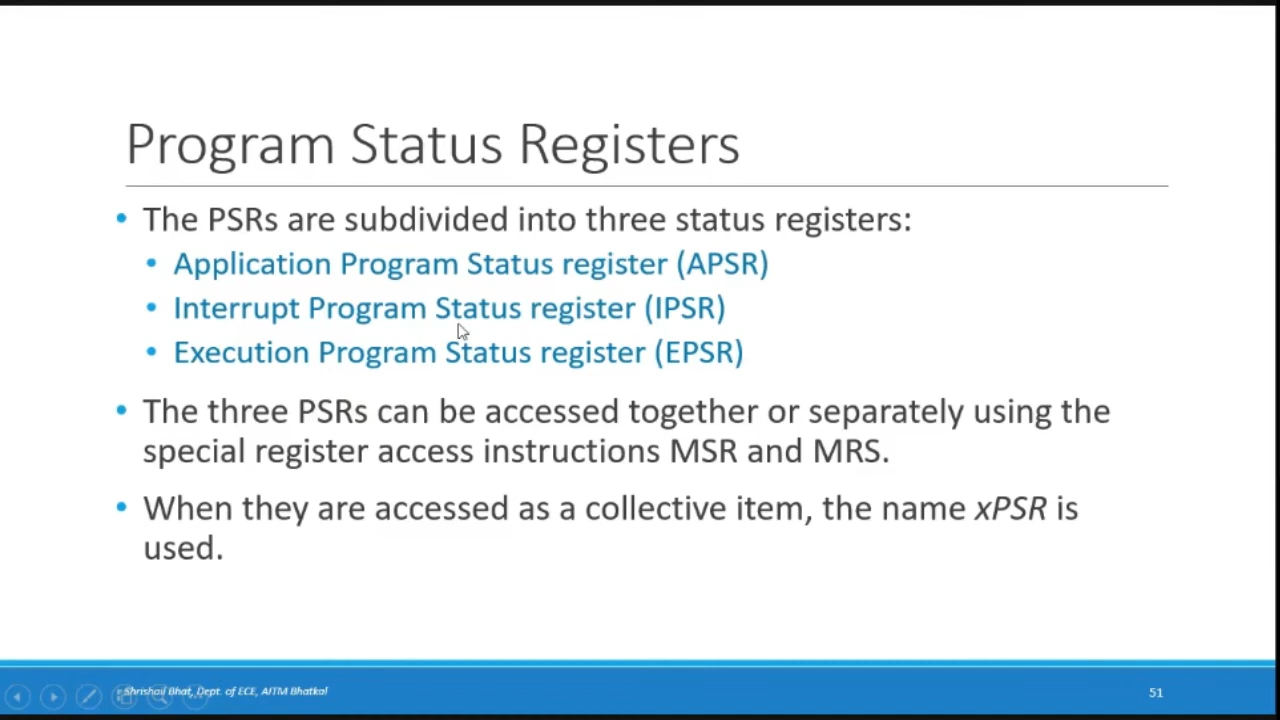 Program Status Registers
• The PSRs are subdivided into three status registers:
• Application Program Status register (APSR)
• Interrupt Program Status register (IPSR)
• Execution Program Status register (EPSR)
• The three PSRs can be accessed together or separately using the
special register access instructions MSR and MRS.
• When they are accessed as a collective item, the name xPSR is
used.
Shrishail Bhat, Dept. of ECE, AITM Bhatkal
51